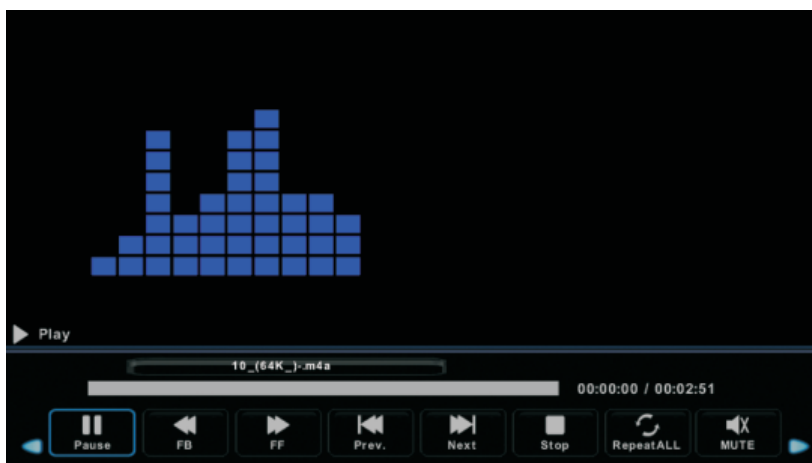 Play
10_(64K_)-.m4a
00:00:00 / 00:02:51
Pause FB FF Prev. Next Stop RepeatALL MUTE